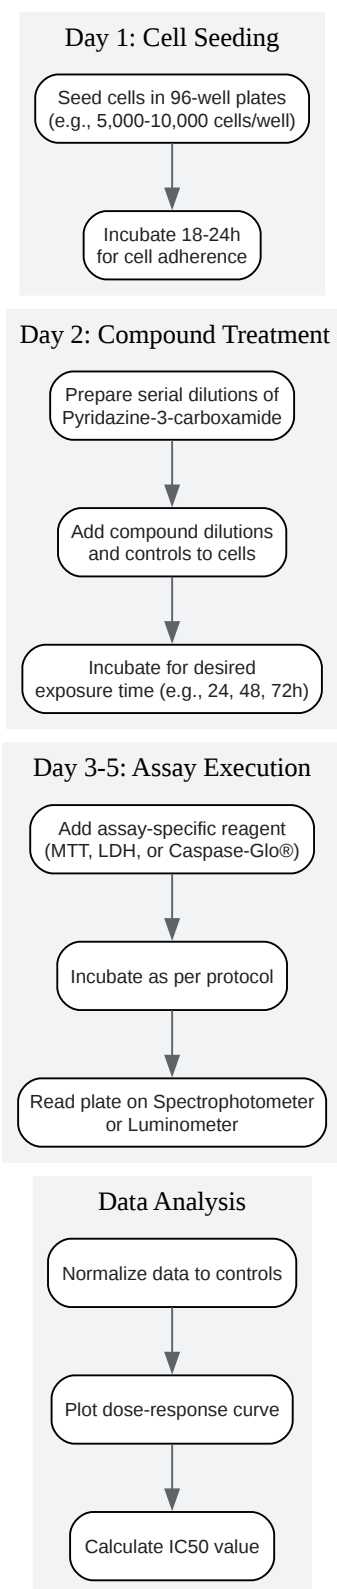 Day 1: Cell Seeding
Seed cells in 96-well plates
(e.g., 5,000-10,000 cells/well)
Incubate 18-24h
for cell adherence
Day 2: Compound Treatment
Prepare serial dilutions of
Pyridazine-3-carboxamide
Add compound dilutions
and controls to cells
Incubate for desired
exposure time (e.g., 24, 48, 72h)
Day 3-5: Assay Execution
Add assay-specific reagent
(MTT, LDH, or Caspase-Glo®)
Incubate as per protocol
Read plate on Spectrophotometer
or Luminometer
Data Analysis
Normalize data to controls
Plot dose-response curve
Calculate IC50 value